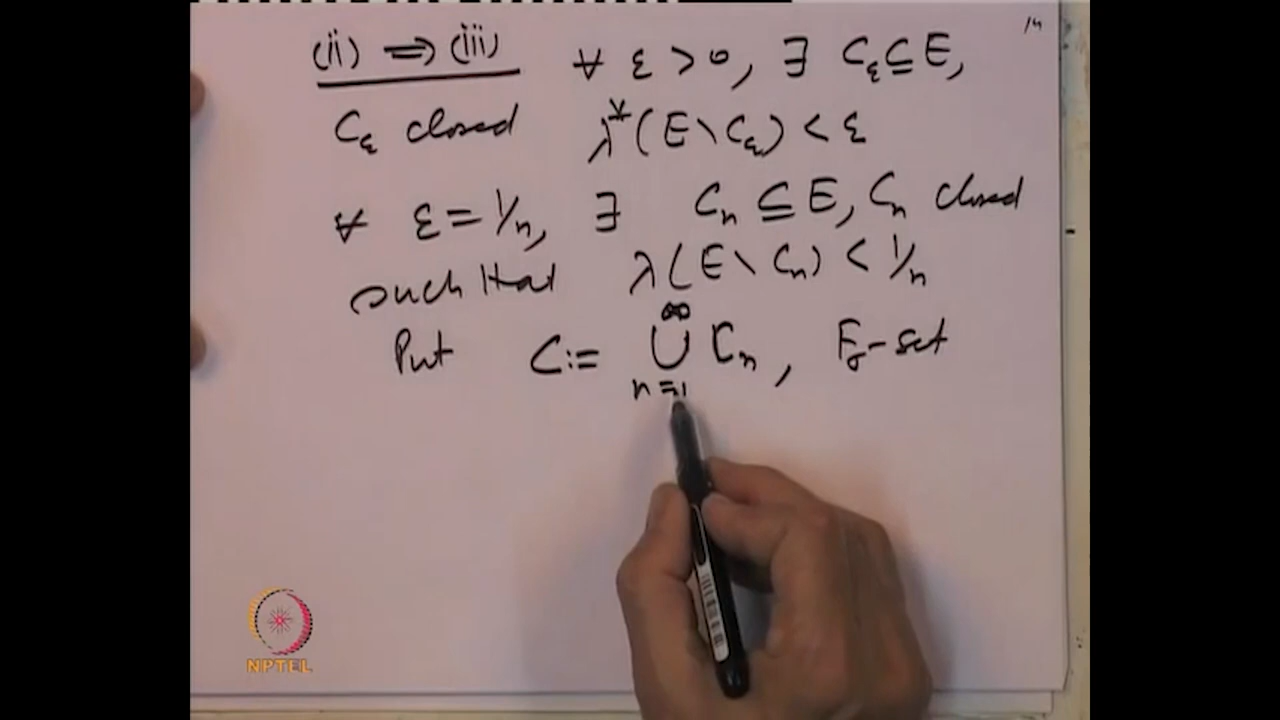 14
(ii) ⟹ (iii) ∀ ε > 0, ∃ C_ε ⊆ E,
C_ε closed λ*(E \ C_ε) < ε
∀ ε = 1/n, ∃ C_n ⊆ E, C_n closed
such that λ(E \ C_n) < 1/n
Put C := ⋃_{n=1}^{∞} C_n, F_σ-set
NPTEL